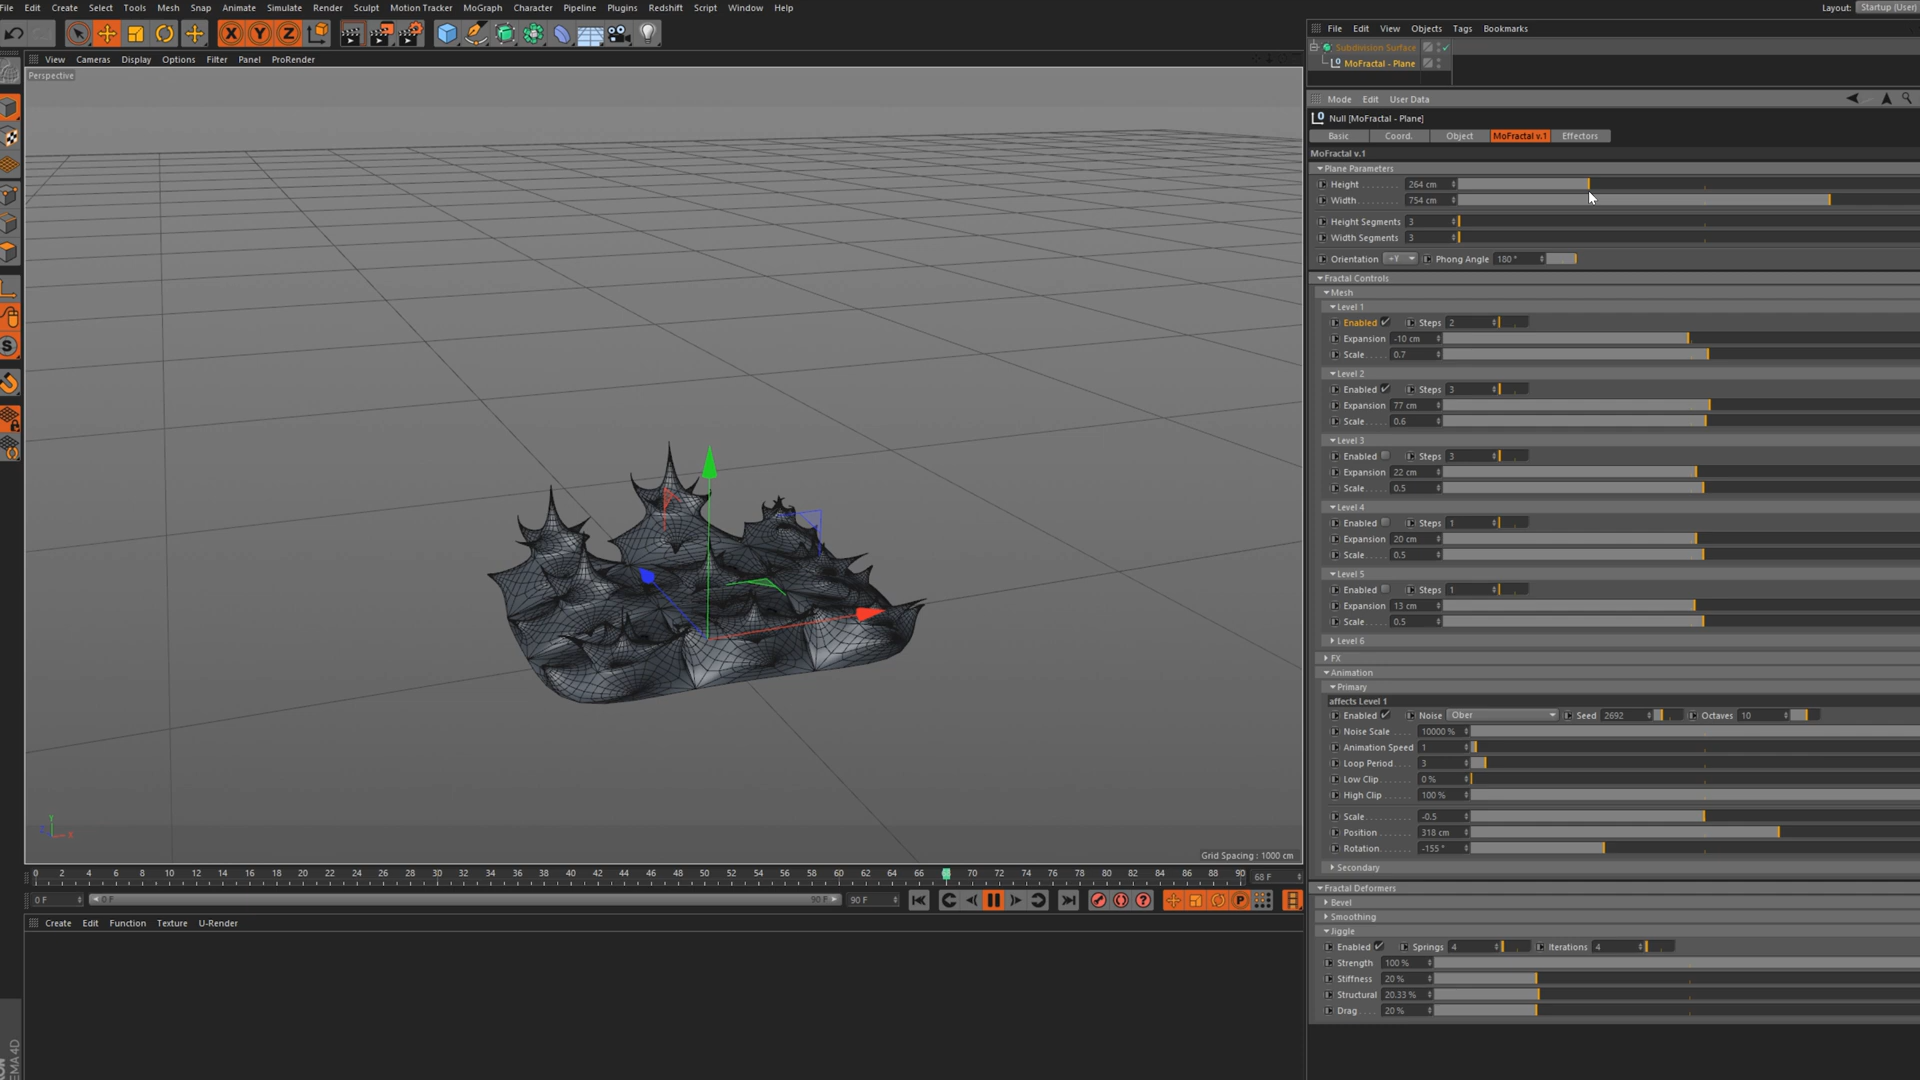 File Edit Create Select Tools Mesh Snap Animate Simulate Render Sculpt Motion Tracker MoGraph Character Pipeline Plugins Redshift Script Window Help
Layout: Startup (User)
X Y Z
File Edit View Objects Tags Bookmarks
Subdivision Surface
MoFractal - Plane
View Cameras Display Options Filter Panel ProRender
Perspective
Mode Edit User Data
Null [MoFractal - Plane]
Basic Coord. Object MoFractal v.1 Effectors
MoFractal v.1
Plane Parameters
Height 264 cm
Width 754 cm
Height Segments 3
Width Segments 3
Orientation +Y Phong Angle 180 °
Fractal Controls
Mesh
Level 1
Enabled Steps 2
Expansion -10 cm
Scale 0.7
Level 2
Enabled Steps 3
Expansion 77 cm
Scale 0.6
Level 3
Enabled Steps 3
Expansion 22 cm
Scale 0.5
Level 4
Enabled Steps 1
Expansion 20 cm
Scale 0.5
Level 5
Enabled Steps 1
Expansion 13 cm
Scale 0.5
Level 6
FX
Animation
Primary
affects Level 1
Enabled Noise Ober Seed 2692 Octaves 10
Noise Scale 10000 %
Animation Speed 1
Loop Period 3
Low Clip 0 %
High Clip 100 %
Scale -0.5
Position 318 cm
Rotation -155 °
Secondary
Fractal Deformers
Bevel
Smoothing
Jiggle
Enabled Springs 4 Iterations 4
Strength 100 %
Stiffness 20 %
Structural 20.33 %
Drag 20 %
S
Y
Z X
Grid Spacing : 1000 cm
0 2 4 6 8 10 12 14 16 18 20 22 24 26 28 30 32 34 36 38 40 42 44 46 48 50 52 54 56 58 60 62 64 66 68 70 72 74 76 78 80 82 84 86 88 90 68 F
0 F 0 F 90 F 90 F
P
Create Edit Function Texture U-Render
EMA4D